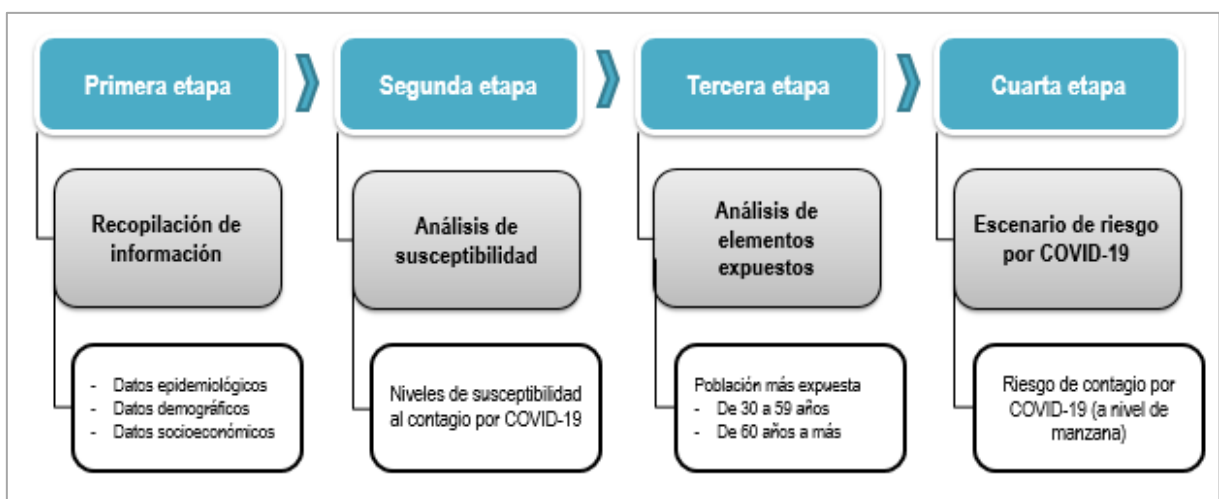 Primera etapa
Recopilación de
información
- Datos epidemiológicos
- Datos demográficos
- Datos socioeconómicos
Segunda etapa
Análisis de
susceptibilidad
Niveles de susceptibilidad
al contagio por COVID-19
Tercera etapa
Análisis de
elementos
expuestos
Población más expuesta
- De 30 a 59 años
- De 60 años a más
Cuarta etapa
Escenario de riesgo
por COVID-19
Riesgo de contagio por
COVID-19 (a nivel de
manzana)